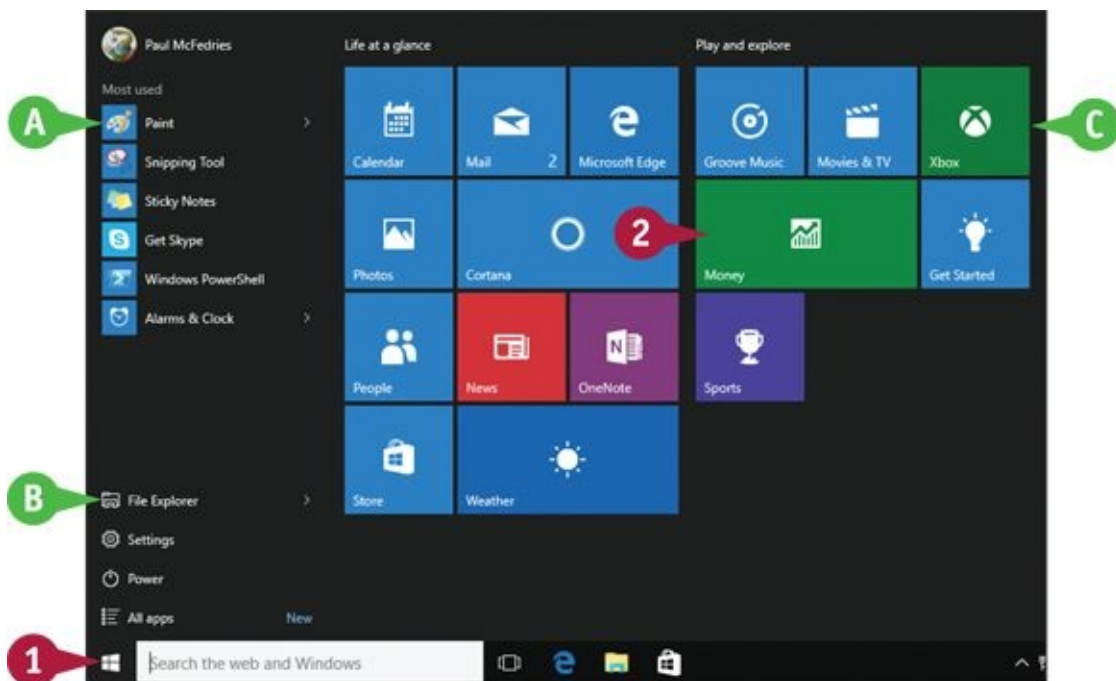 Paul McFedries
Most used
A
Paint
Snipping Tool
Sticky Notes
S
Get Skype
Windows PowerShell
Alarms & Clock
B
File Explorer
Settings
Power
All apps New
1
Search the web and Windows
Life at a glance
Calendar
Mail 2
Microsoft Edge
Photos
Cortana
People
News
N
OneNote
Store
Weather
Play and explore
Groove Music
Movies & TV
Xbox
C
2
Money
Get Started
Sports